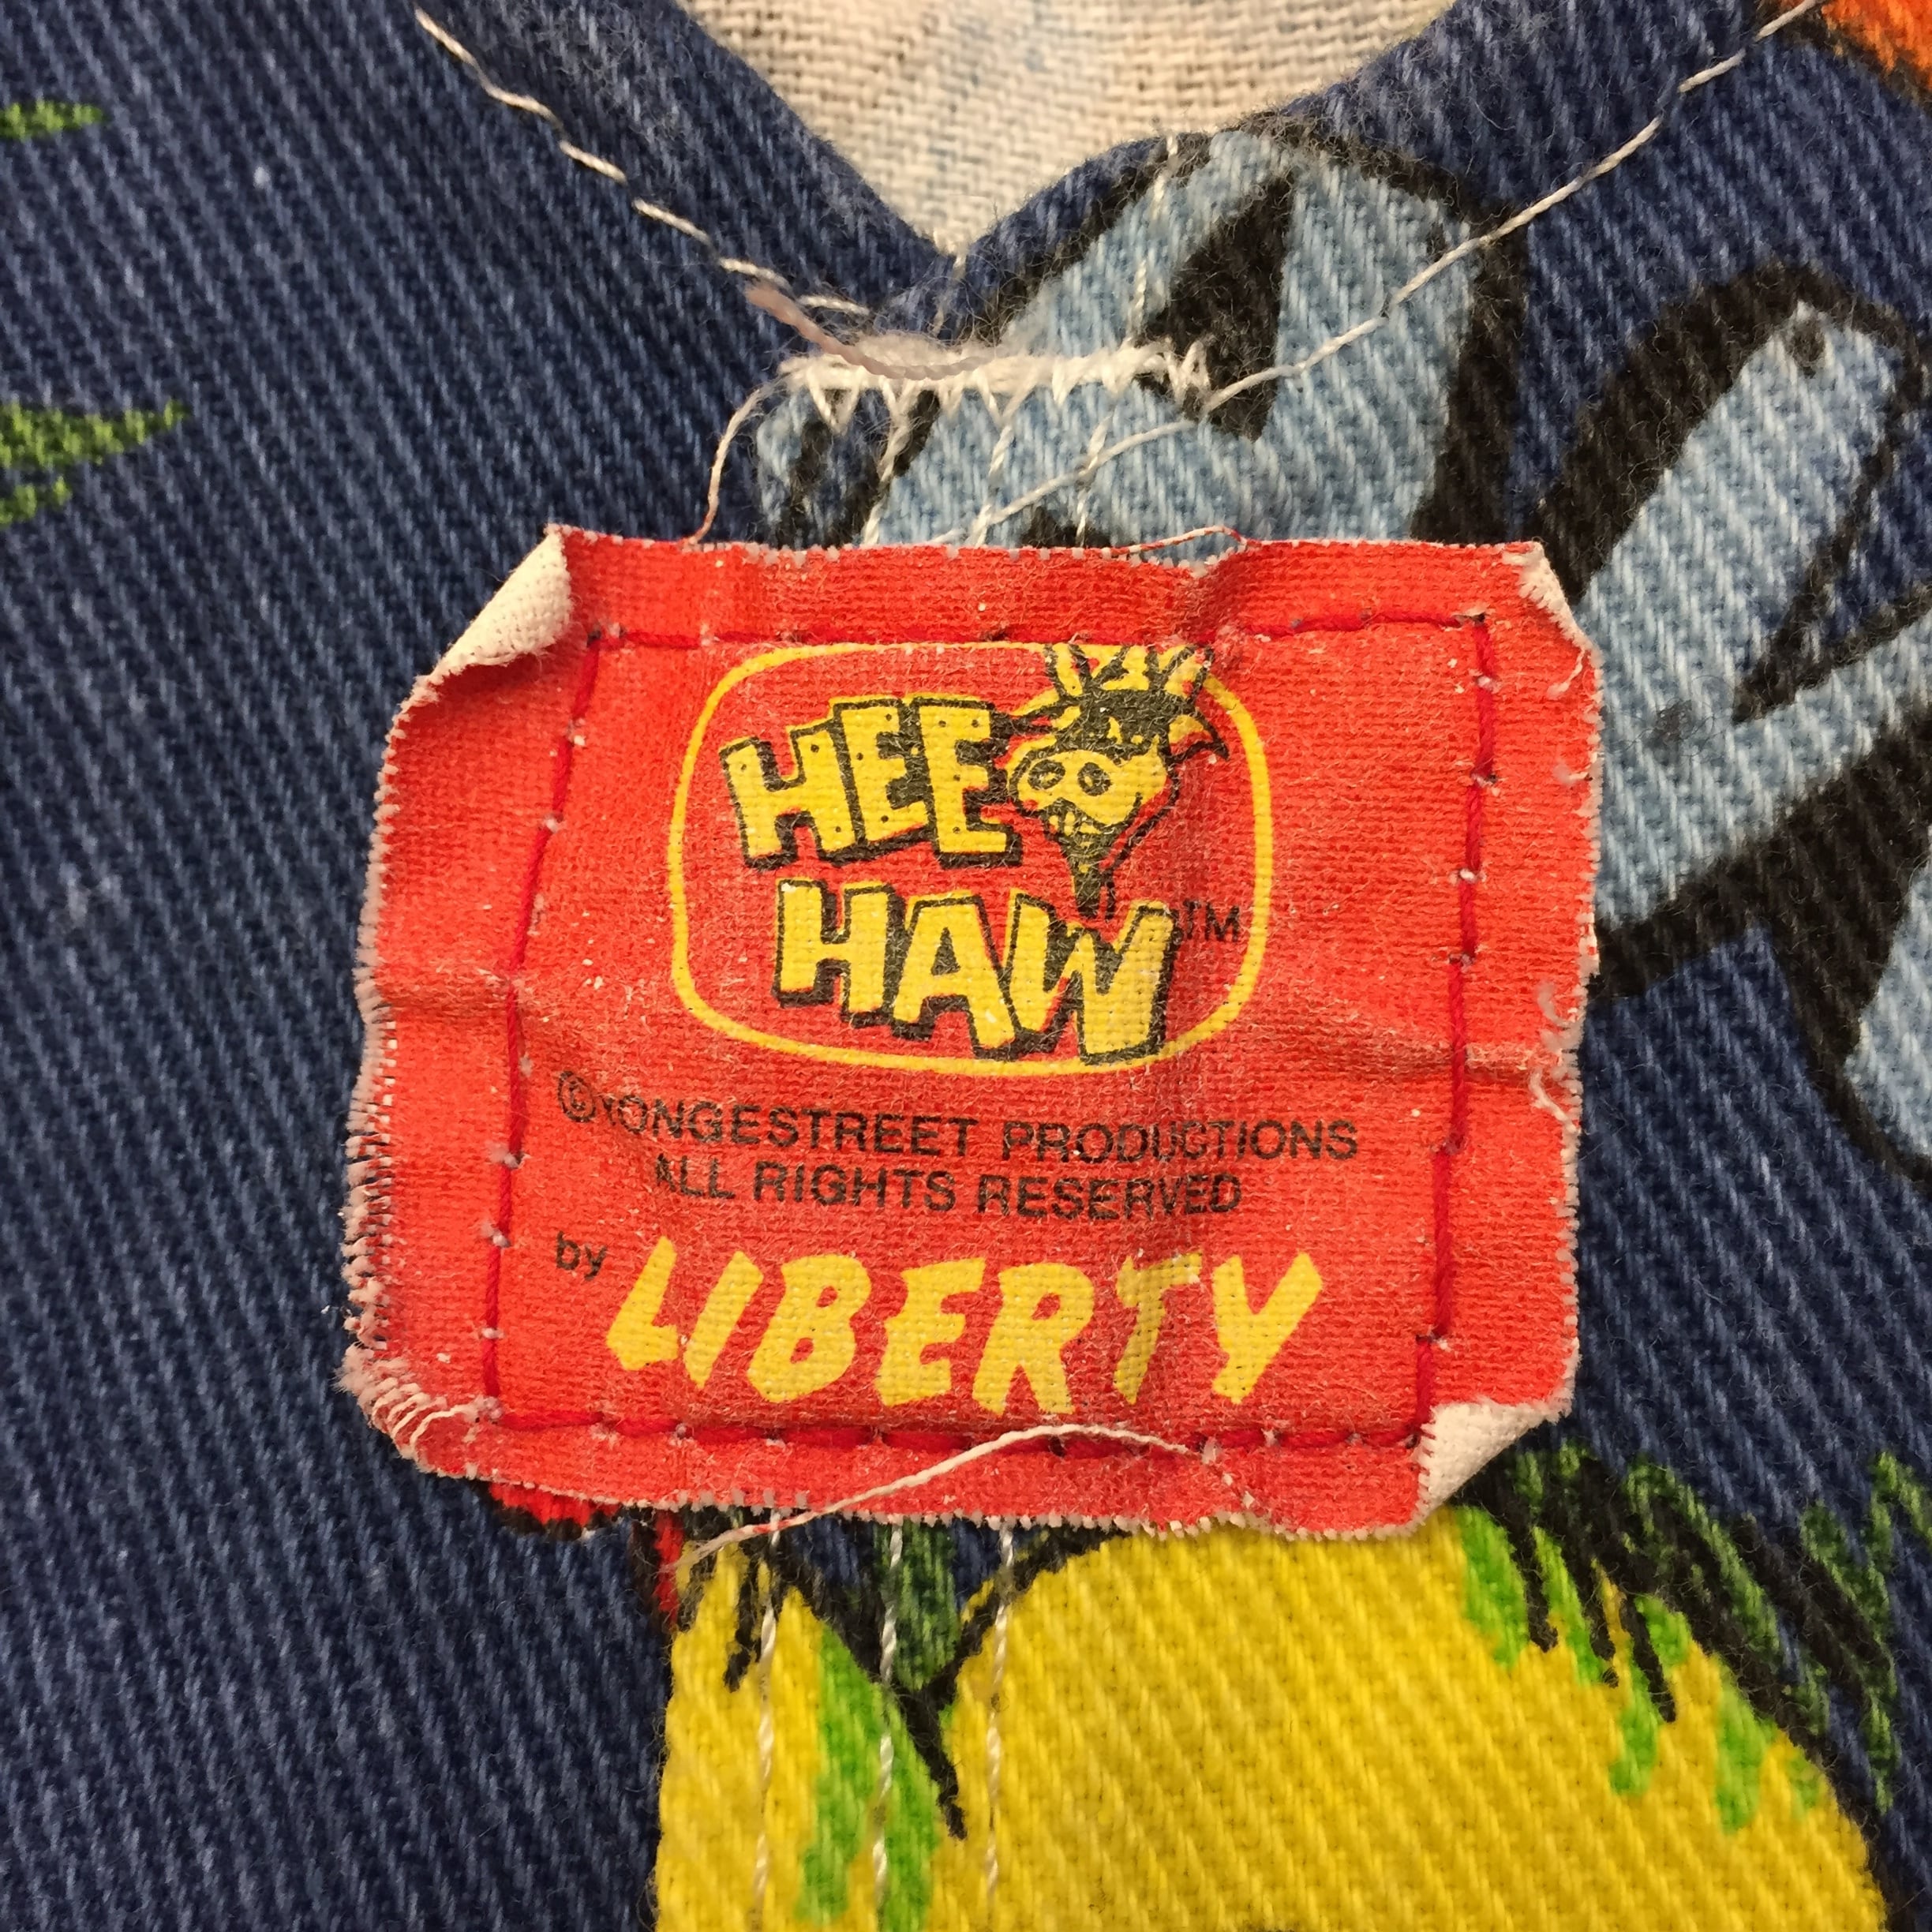 HEE
HAW TM
© YONGESTREET PRODUCTIONS
ALL RIGHTS RESERVED
by LIBERTY